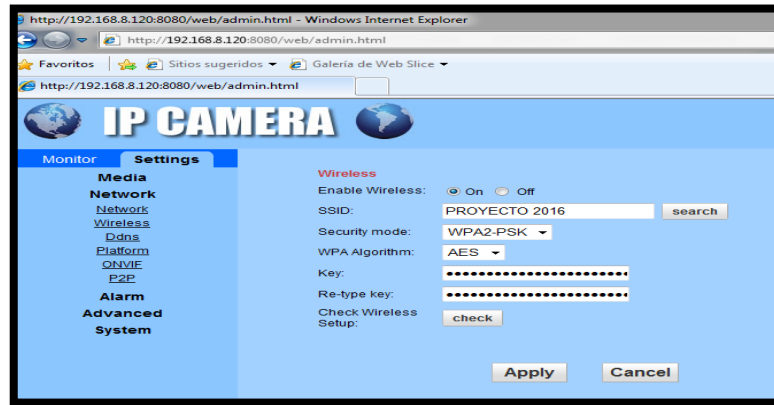 http://192.168.8.120:8080/web/admin.html - Windows Internet Explorer
http://192.168.8.120:8080/web/admin.html
Favoritos Sitios sugeridos Galería de Web Slice
http://192.168.8.120:8080/web/admin.html
IP CAMERA
Monitor Settings
Media
Network
Network
Wireless
Ddns
Platform
ONVIF
P2P
Alarm
Advanced
System
Wireless
Enable Wireless: On Off
SSID: PROYECTO 2016 search
Security mode: WPA2-PSK
WPA Algorithm: AES
Key: •••••••••••••••••••••••
Re-type key: •••••••••••••••••••••••
Check Wireless
Setup: check
Apply Cancel